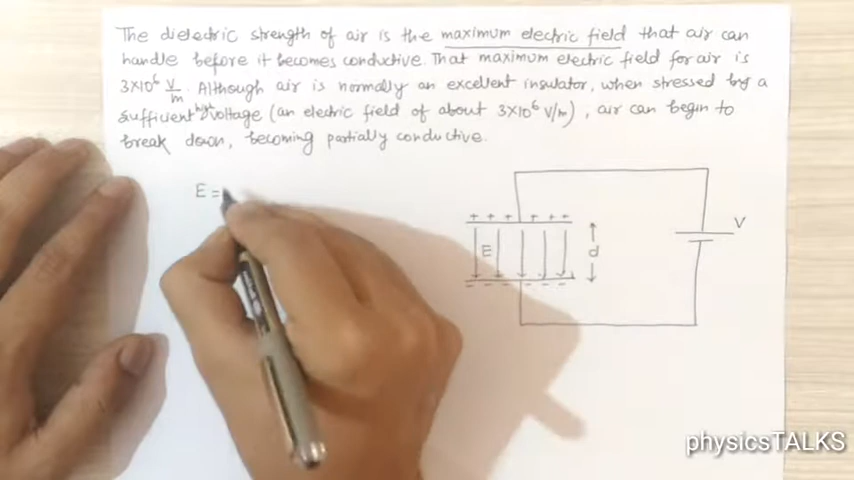 The dielectric strength of air is the maximum electric field that air can
handle before it becomes conductive. That maximum electric field for air is
3×10⁶ V/m. Although air is normally an excellent insulator, when stressed by a
sufficient high voltage (an electric field of about 3×10⁶ V/m), air can begin to
break down, becoming partially conductive.
E =
+ + + + + +
V
E
d
- - - - - - -
physicsTALKS